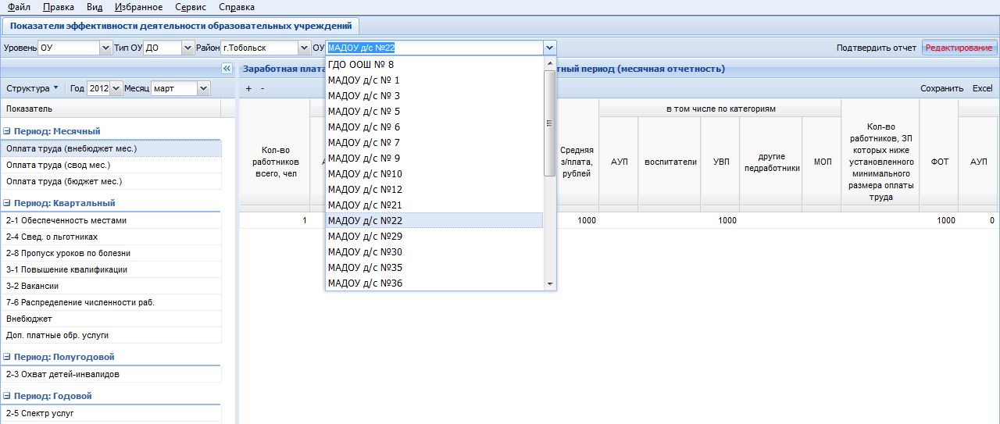 Файл Правка Вид Избранное Сервис Справка
Показатели эффективности деятельности образовательных учреждений
Уровень ОУ Тип ОУ ДО Район г.Тобольск ОУ МАДОУ д/с №22 Подтвердить отчет Редактирование
Заработная плата тный период (месячная отчетность)
Структура Год 2012 Месяц март + - Сохранить Excel
Показатель
Период: Месячный
Оплата труда (внебюджет мес.)
Оплата труда (свод мес.)
Оплата труда (бюджет мес.)
Период: Квартальный
2-1 Обеспеченность местами
2-4 Свед. о льготниках
2-8 Пропуск уроков по болезни
3-1 Повышение квалификации
3-2 Вакансии
7-6 Распределение численности раб.
Внебюджет
Доп. платные обр. услуги
Период: Полугодовой
2-3 Охват детей-инвалидов
Период: Годовой
2-5 Спектр услуг
ГДО ООШ № 8
МАДОУ д/с № 1
МАДОУ д/с № 3
МАДОУ д/с № 5
МАДОУ д/с № 6
МАДОУ д/с № 7
МАДОУ д/с № 9
МАДОУ д/с №10
МАДОУ д/с №12
МАДОУ д/с №21
МАДОУ д/с №22
МАДОУ д/с №29
МАДОУ д/с №30
МАДОУ д/с №35
МАДОУ д/с №36
Кол-во
работников
всего, чел
А
Средняя
з/плата,
рублей
в том числе по категориям
АУП
воспитатели
УВП
другие
педработники
МОП
Кол-во
работников, ЗП
которых ниже
установленного
минимального
размера оплаты
труда
ФОТ
АУП
1 1000 1000 1000 0